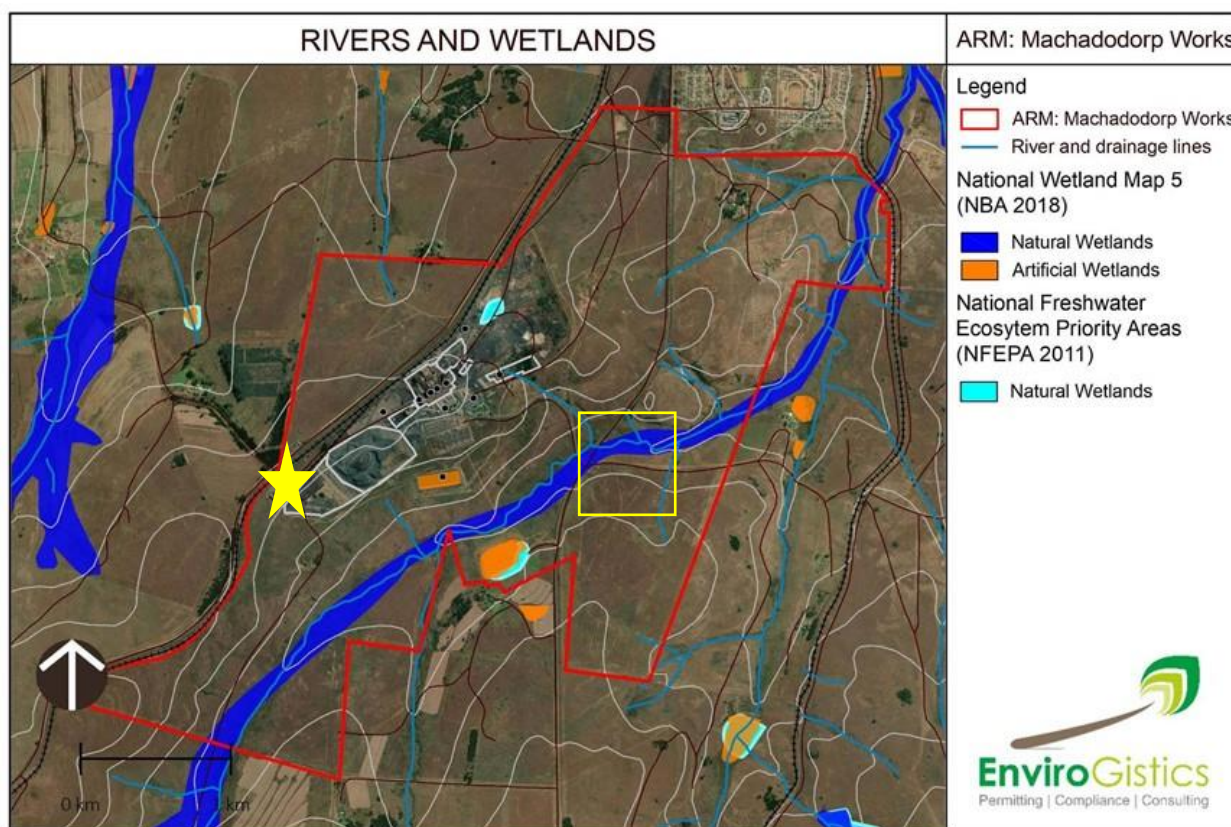 RIVERS AND WETLANDS
ARM: Machadodorp Works
Legend
ARM: Machadodorp Works
River and drainage lines
National Wetland Map 5
(NBA 2018)
Natural Wetlands
Artificial Wetlands
National Freshwater
Ecosytem Priority Areas
(NFEPA 2011)
Natural Wetlands
0 km
1 km
EnviroGistics
Permitting | Compliance | Consulting